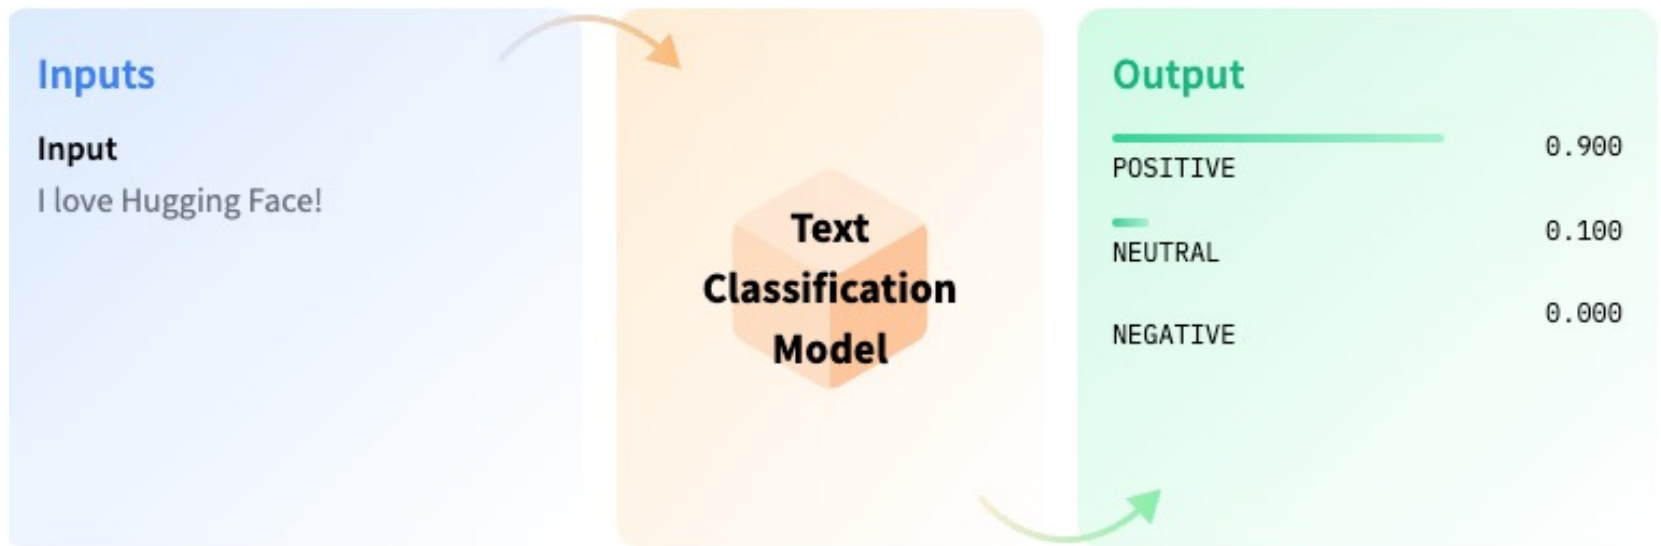 Inputs
Input
I love Hugging Face!
Text
Classification
Model
Output
0.900
POSITIVE
0.100
NEUTRAL
0.000
NEGATIVE